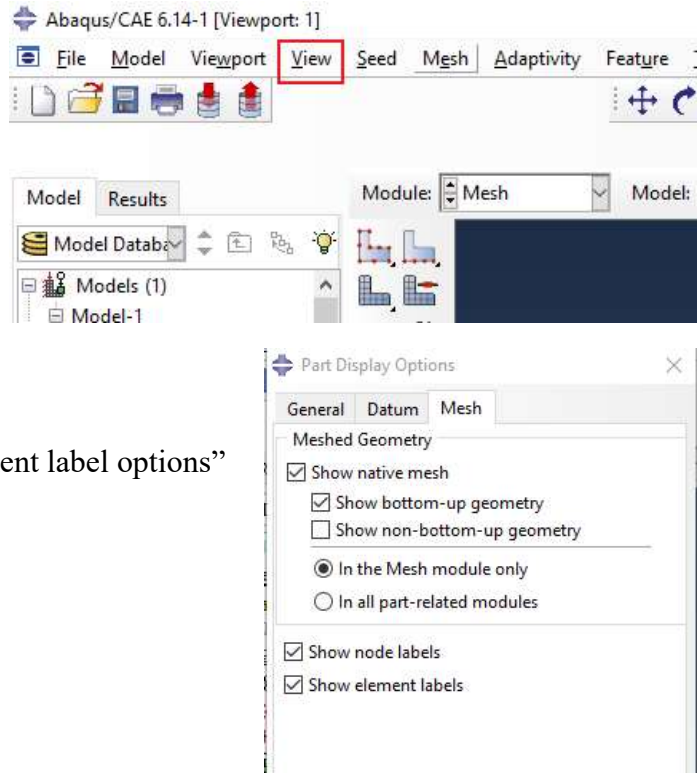 Abaqus/CAE 6.14-1 [Viewport: 1]
File Model Viewport View Seed Mesh Adaptivity Feature
Model Results
Module: Mesh Model:
Model Databa
Models (1)
Model-1
Part Display Options
General Datum Mesh
Meshed Geometry
ent label options”
Show native mesh
Show bottom-up geometry
Show non-bottom-up geometry
In the Mesh module only
In all part-related modules
Show node labels
Show element labels